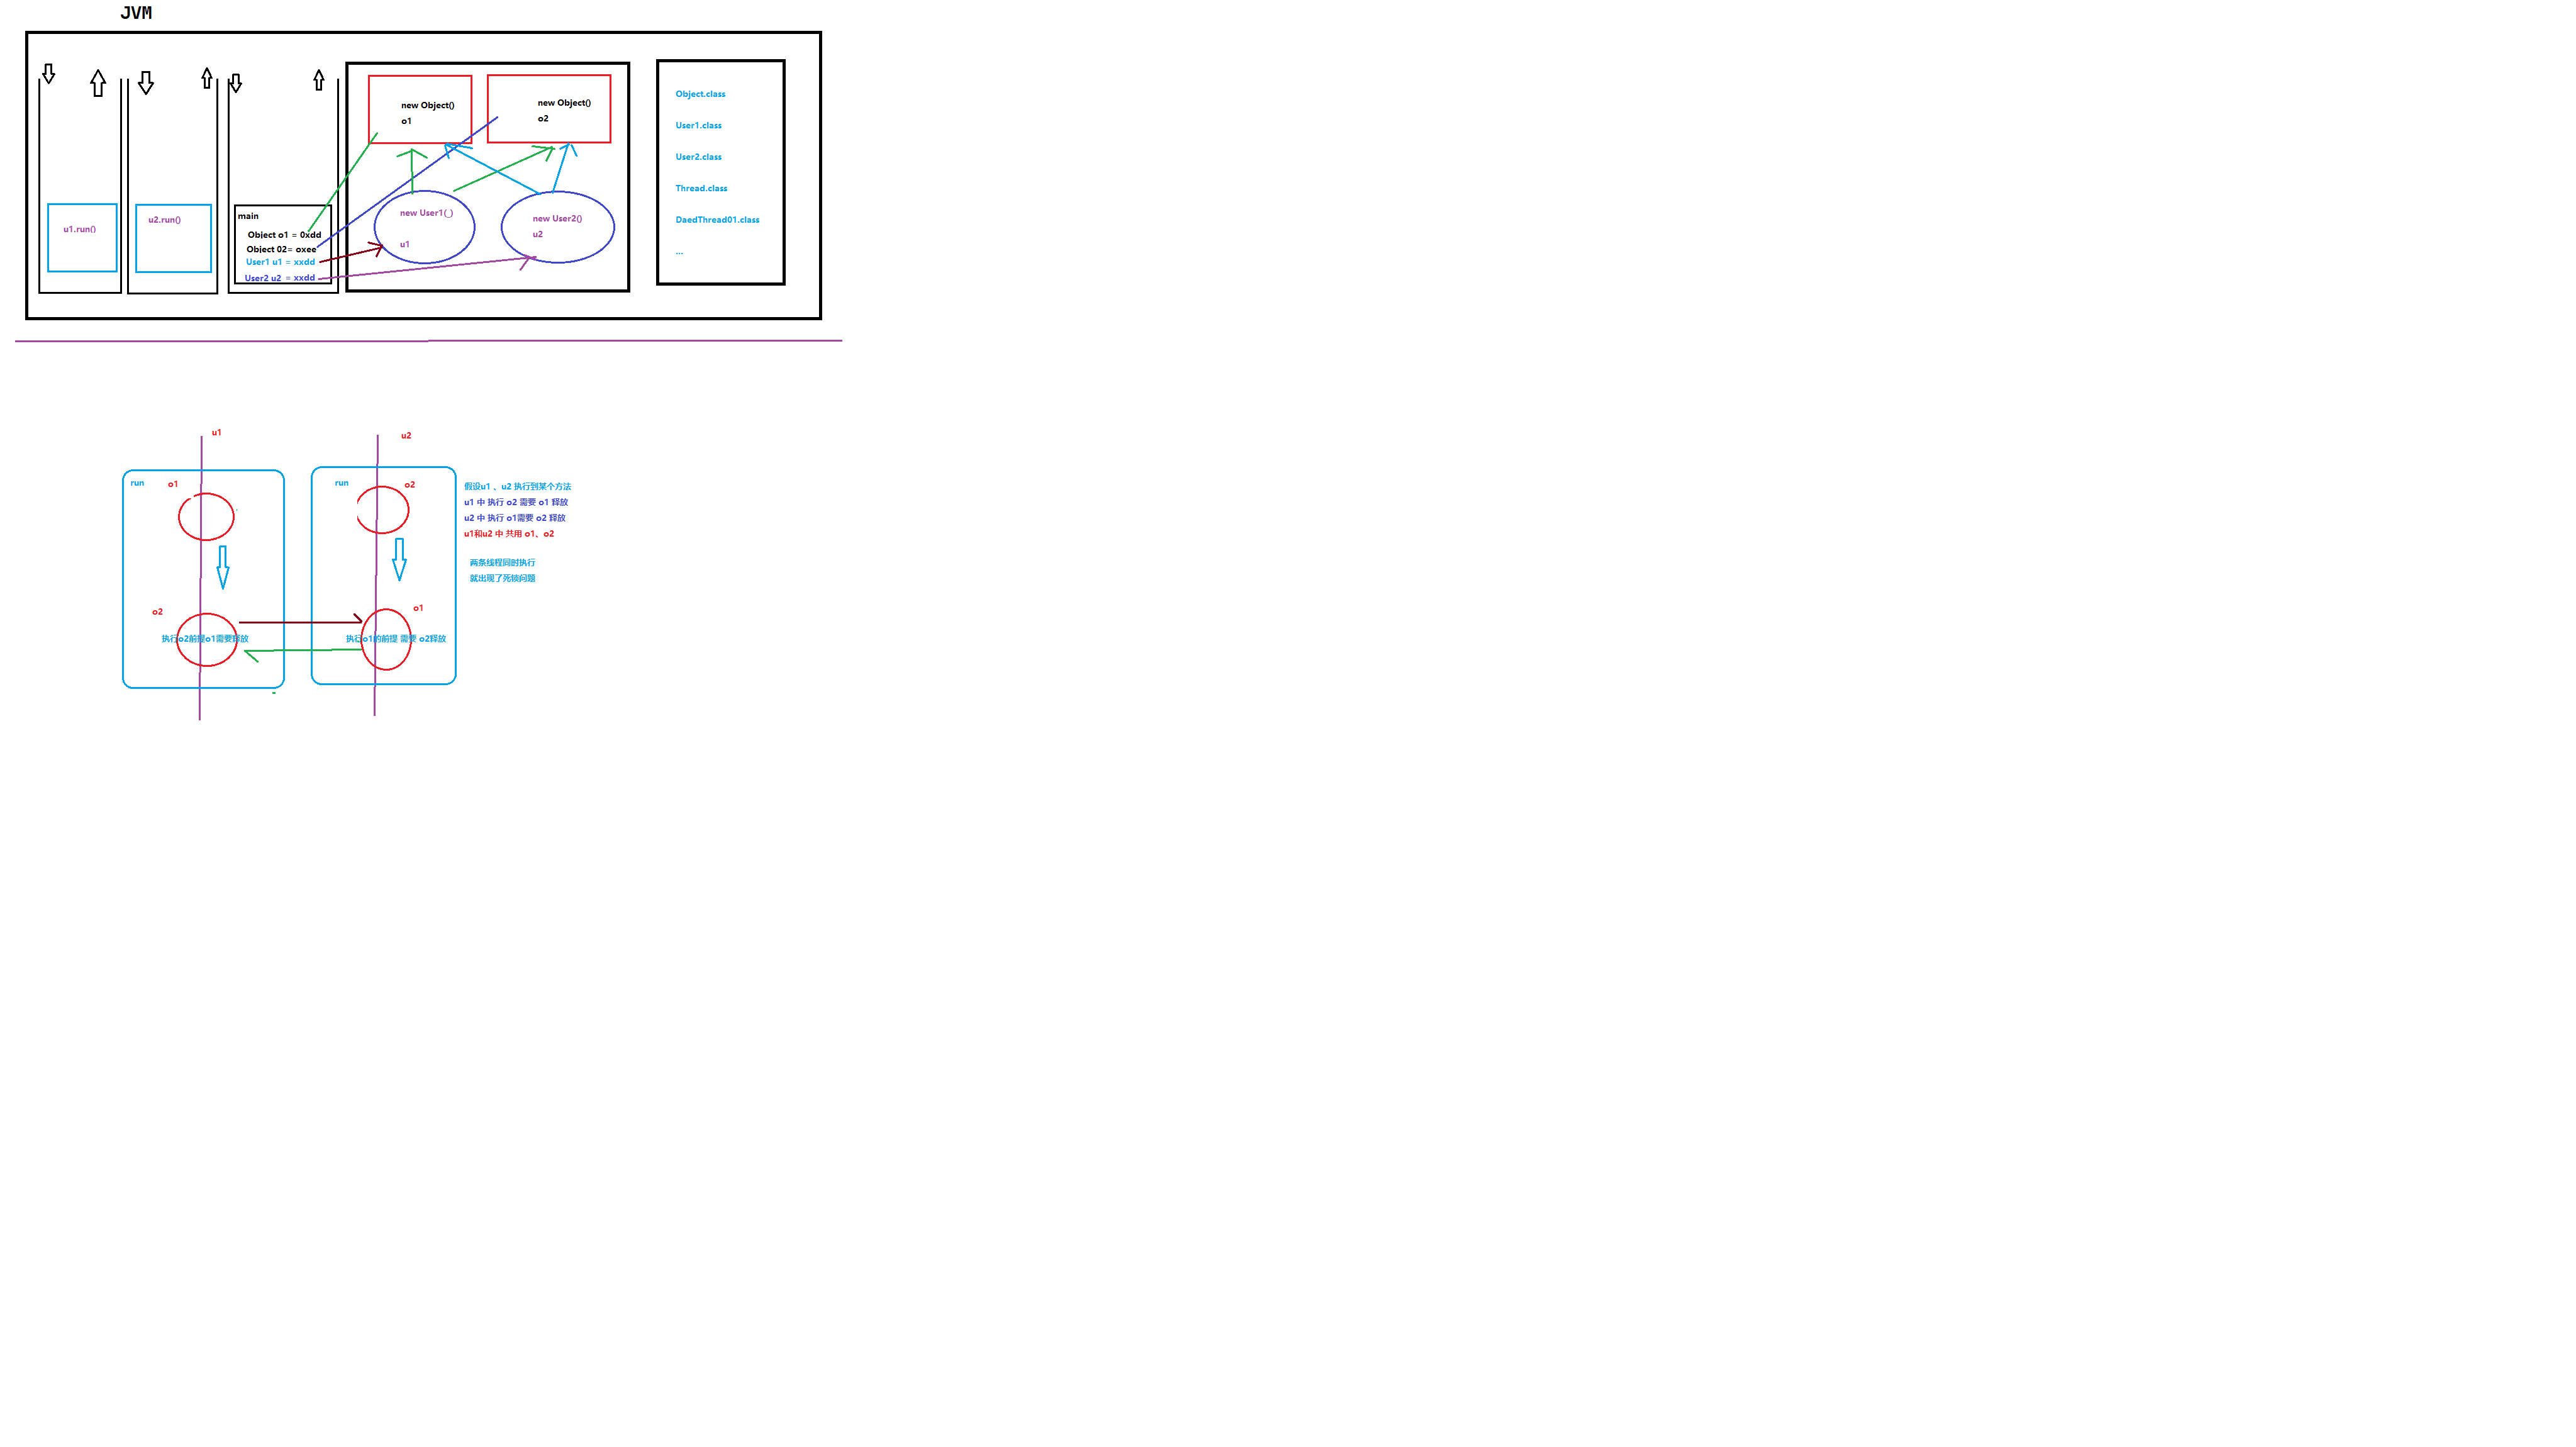 JVM
u1.run()
u2.run()
main
Object o1 = 0xdd
Object 02= oxee
User1 u1 = xxdd
User2 u2 = xxdd
new Object()
o1
new Object()
o2
new User1(_)
u1
new User2()
u2
Object.class
User1.class
User2.class
Thread.class
DaedThread01.class
...
u1
run
o1
o2
执行o2前提o1需要释放
u2
run
o2
o1
执行o1的前提 需要 o2释放
假设u1 、u2 执行到某个方法
u1 中 执行 o2 需要 o1 释放
u2 中 执行 o1需要 o2 释放
u1和u2 中 共用 o1、o2
两条线程同时执行
就出现了死锁问题